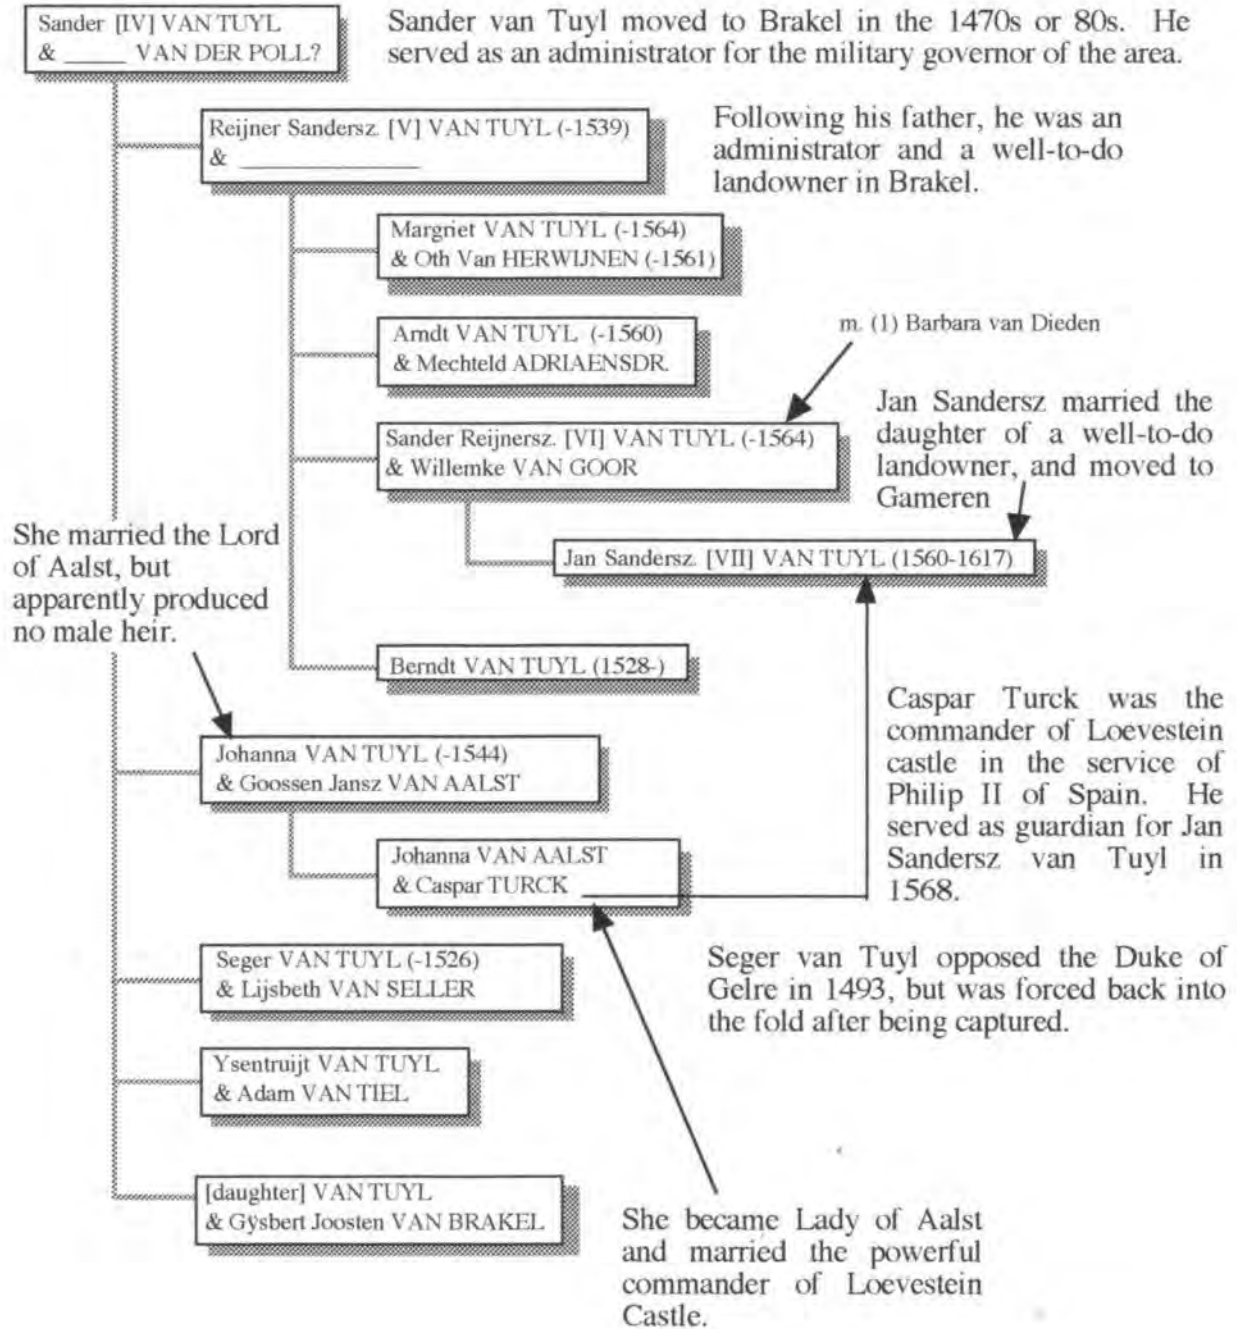 Sander [IV] VAN TUYL
& _____ VAN DER POLL?
Sander van Tuyl moved to Brakel in the 1470s or 80s. He
served as an administrator for the military governor of the area.
Reijner Sandersz. [V] VAN TUYL (-1539)
& _______________
Following his father, he was an
administrator and a well-to-do
landowner in Brakel.
Margriet VAN TUYL (-1564)
& Oth Van HERWIJNEN (-1561)
Arndt VAN TUYL (-1560)
& Mechteld ADRIAENSDR.
m. (1) Barbara van Dieden
Sander Reijnersz. [VI] VAN TUYL (-1564)
& Willemke VAN GOOR
Jan Sandersz married the
daughter of a well-to-do
landowner, and moved to
Gameren
Jan Sandersz. [VII] VAN TUYL (1560-1617)
She married the Lord
of Aalst, but
apparently produced
no male heir.
Berndt VAN TUYL (1528-)
Johanna VAN TUYL (-1544)
& Goossen Jansz VAN AALST
Caspar Turck was the
commander of Loevestein
castle in the service of
Philip II of Spain. He
served as guardian for Jan
Sandersz van Tuyl in
1568.
Johanna VAN AALST
& Caspar TURCK
Seger VAN TUYL (-1526)
& Lijsbeth VAN SELLER
Seger van Tuyl opposed the Duke of
Gelre in 1493, but was forced back into
the fold after being captured.
Ysentruijt VAN TUYL
& Adam VAN TIEL
[daughter] VAN TUYL
& Gÿsbert Joosten VAN BRAKEL
She became Lady of Aalst
and married the powerful
commander of Loevestein
Castle.